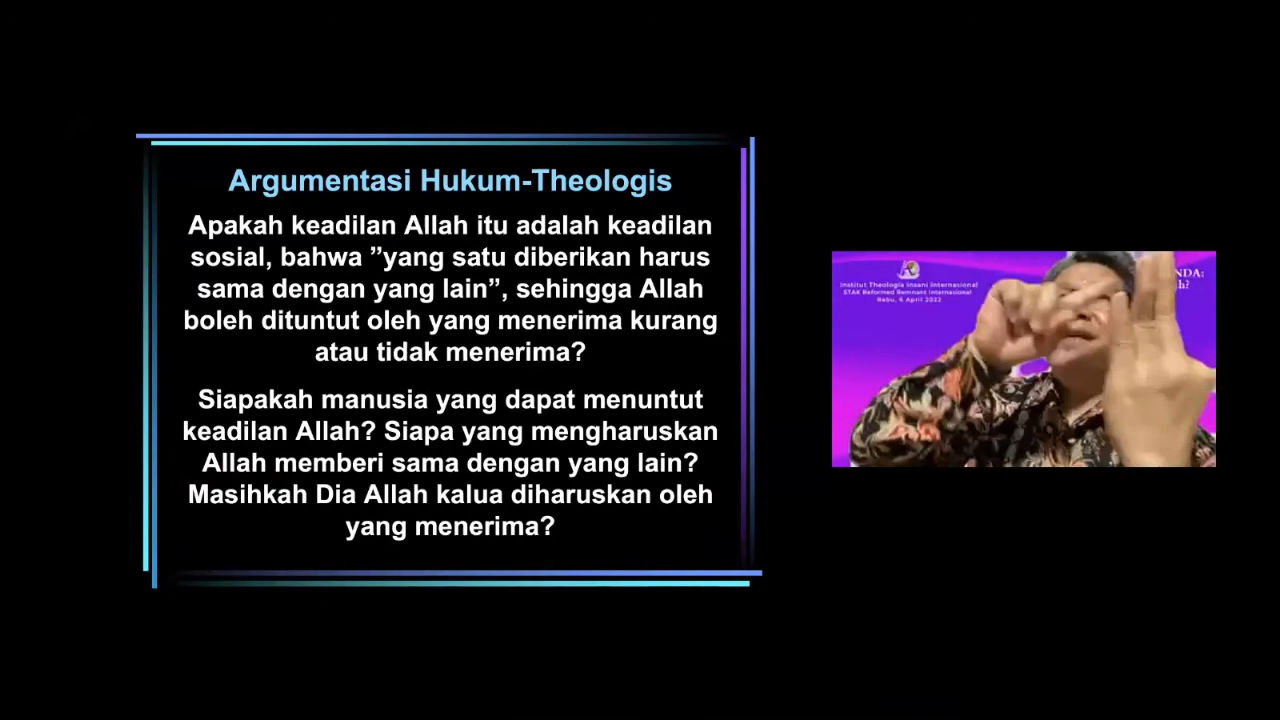 Argumentasi Hukum-Theologis
Apakah keadilan Allah itu adalah keadilan
sosial, bahwa ”yang satu diberikan harus
sama dengan yang lain”, sehingga Allah
boleh dituntut oleh yang menerima kurang
atau tidak menerima?
Siapakah manusia yang dapat menuntut
keadilan Allah? Siapa yang mengharuskan
Allah memberi sama dengan yang lain?
Masihkah Dia Allah kalua diharuskan oleh
yang menerima?
Institut Theologia Insani Internasional
STAK Reformed Remnant International
Rabu, 6 April 2022
NDA:
h?